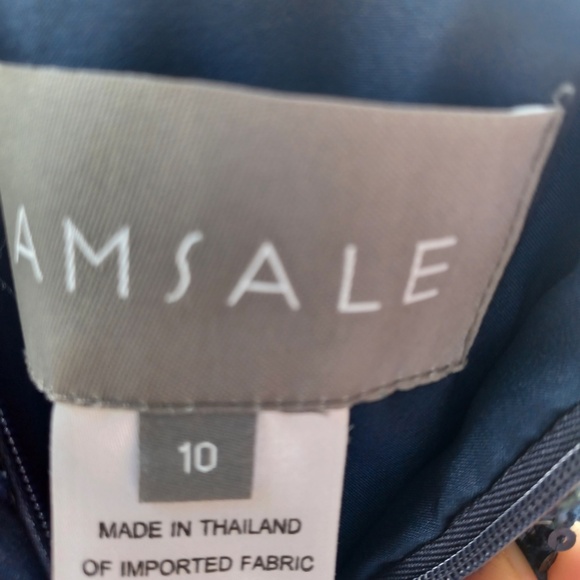 AMSALE
10
MADE IN THAILAND
OF IMPORTED FABRIC